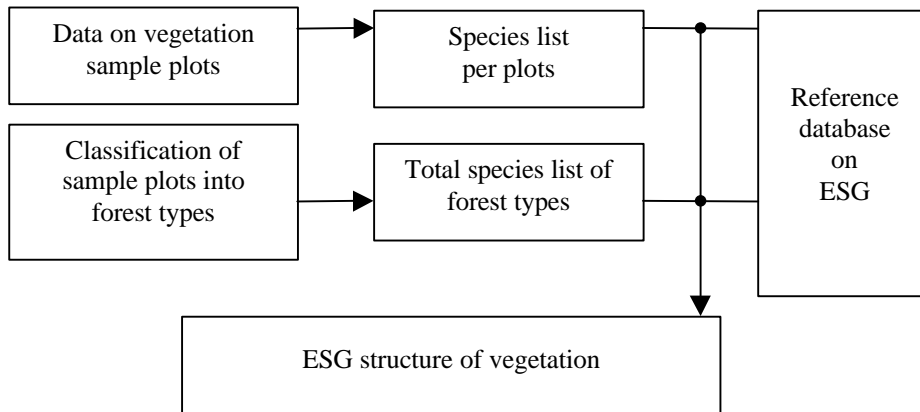 Data on vegetation
sample plots
Species list
per plots
Reference
database
on
ESG
Classification of
sample plots into
forest types
Total species list of
forest types
ESG structure of vegetation